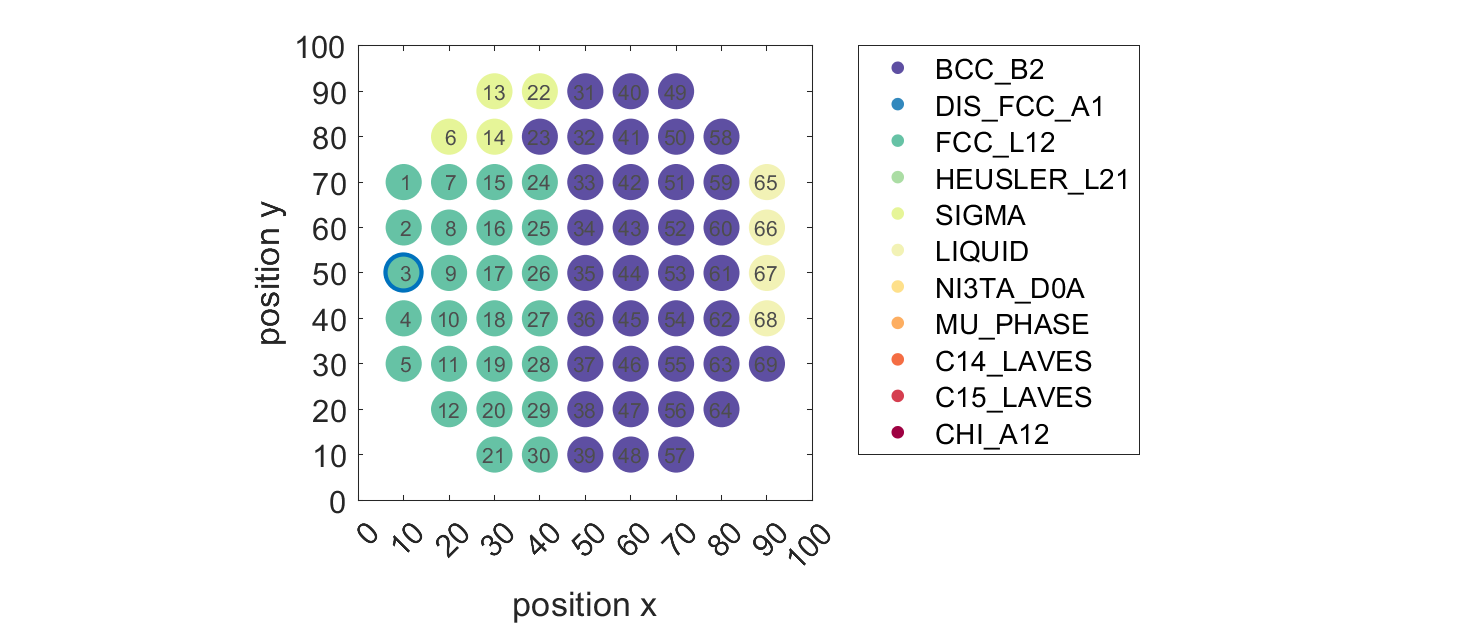 100
90 13 22 31 40 49
80 6 14 23 32 41 50 58
70 1 7 15 24 33 42 51 59 65
60 2 8 16 25 34 43 52 60 66
50 3 9 17 26 35 44 53 61 67
40 4 10 18 27 36 45 54 62 68
30 5 11 19 28 37 46 55 63 69
20 12 20 29 38 47 56 64
10 21 30 39 48 57
0
position y
0 10 20 30 40 50 60 70 80 90 100
position x
BCC_B2
DIS_FCC_A1
FCC_L12
HEUSLER_L21
SIGMA
LIQUID
NI3TA_D0A
MU_PHASE
C14_LAVES
C15_LAVES
CHI_A12